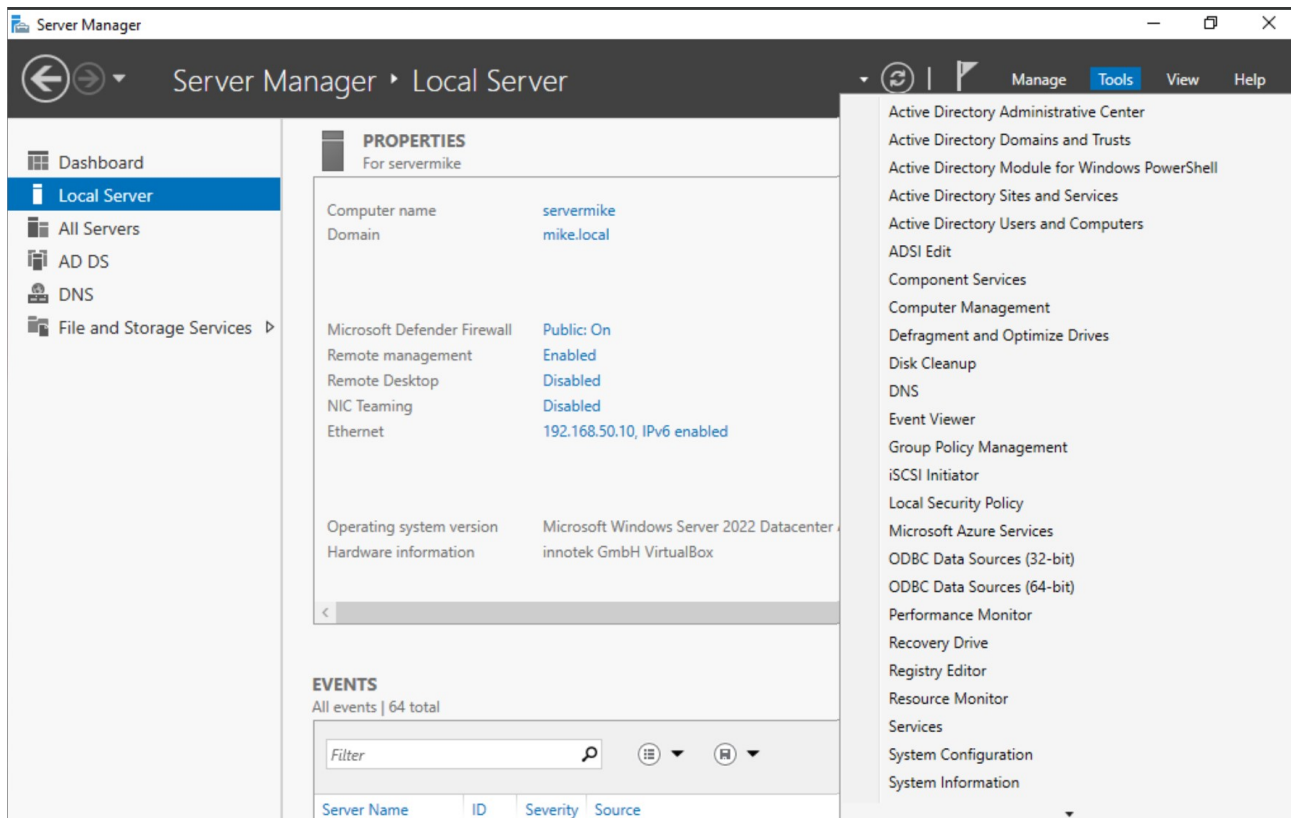 Server Manager
Server Manager ‣ Local Server
Manage Tools View Help
Dashboard
Local Server
All Servers
AD DS
DNS
File and Storage Services
PROPERTIES
For servermike
Computer name servermike
Domain mike.local
Microsoft Defender Firewall Public: On
Remote management Enabled
Remote Desktop Disabled
NIC Teaming Disabled
Ethernet 192.168.50.10, IPv6 enabled
Operating system version Microsoft Windows Server 2022 Datacenter
Hardware information innotek GmbH VirtualBox
EVENTS
All events | 64 total
Filter
Server Name ID Severity Source
Active Directory Administrative Center
Active Directory Domains and Trusts
Active Directory Module for Windows PowerShell
Active Directory Sites and Services
Active Directory Users and Computers
ADSI Edit
Component Services
Computer Management
Defragment and Optimize Drives
Disk Cleanup
DNS
Event Viewer
Group Policy Management
iSCSI Initiator
Local Security Policy
Microsoft Azure Services
ODBC Data Sources (32-bit)
ODBC Data Sources (64-bit)
Performance Monitor
Recovery Drive
Registry Editor
Resource Monitor
Services
System Configuration
System Information